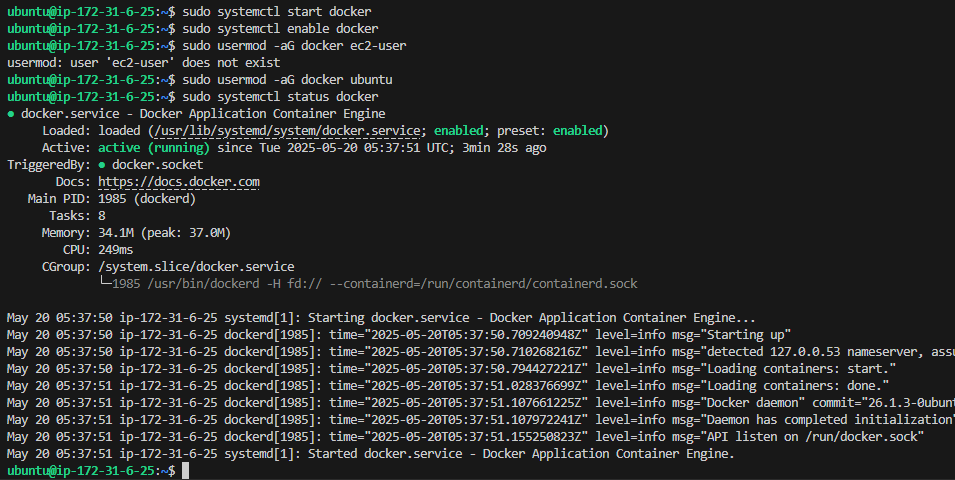 ubuntu@ip-172-31-6-25:~$ sudo systemctl start docker
ubuntu@ip-172-31-6-25:~$ sudo systemctl enable docker
ubuntu@ip-172-31-6-25:~$ sudo usermod -aG docker ec2-user
usermod: user 'ec2-user' does not exist
ubuntu@ip-172-31-6-25:~$ sudo usermod -aG docker ubuntu
ubuntu@ip-172-31-6-25:~$ sudo systemctl status docker
● docker.service - Docker Application Container Engine
     Loaded: loaded (/usr/lib/systemd/system/docker.service; enabled; preset: enabled)
     Active: active (running) since Tue 2025-05-20 05:37:51 UTC; 3min 28s ago
TriggeredBy: ● docker.socket
       Docs: https://docs.docker.com
   Main PID: 1985 (dockerd)
      Tasks: 8
     Memory: 34.1M (peak: 37.0M)
        CPU: 249ms
     CGroup: /system.slice/docker.service
             └─1985 /usr/bin/dockerd -H fd:// --containerd=/run/containerd/containerd.sock

May 20 05:37:50 ip-172-31-6-25 systemd[1]: Starting docker.service - Docker Application Container Engine...
May 20 05:37:50 ip-172-31-6-25 dockerd[1985]: time="2025-05-20T05:37:50.709240948Z" level=info msg="Starting up"
May 20 05:37:50 ip-172-31-6-25 dockerd[1985]: time="2025-05-20T05:37:50.710268216Z" level=info msg="detected 127.0.0.53 nameserver, assu
May 20 05:37:50 ip-172-31-6-25 dockerd[1985]: time="2025-05-20T05:37:50.794427221Z" level=info msg="Loading containers: start."
May 20 05:37:51 ip-172-31-6-25 dockerd[1985]: time="2025-05-20T05:37:51.028376699Z" level=info msg="Loading containers: done."
May 20 05:37:51 ip-172-31-6-25 dockerd[1985]: time="2025-05-20T05:37:51.107661225Z" level=info msg="Docker daemon" commit="26.1.3-0ubunt
May 20 05:37:51 ip-172-31-6-25 dockerd[1985]: time="2025-05-20T05:37:51.107972241Z" level=info msg="Daemon has completed initialization"
May 20 05:37:51 ip-172-31-6-25 dockerd[1985]: time="2025-05-20T05:37:51.155250823Z" level=info msg="API listen on /run/docker.sock"
May 20 05:37:51 ip-172-31-6-25 systemd[1]: Started docker.service - Docker Application Container Engine.
ubuntu@ip-172-31-6-25:~$